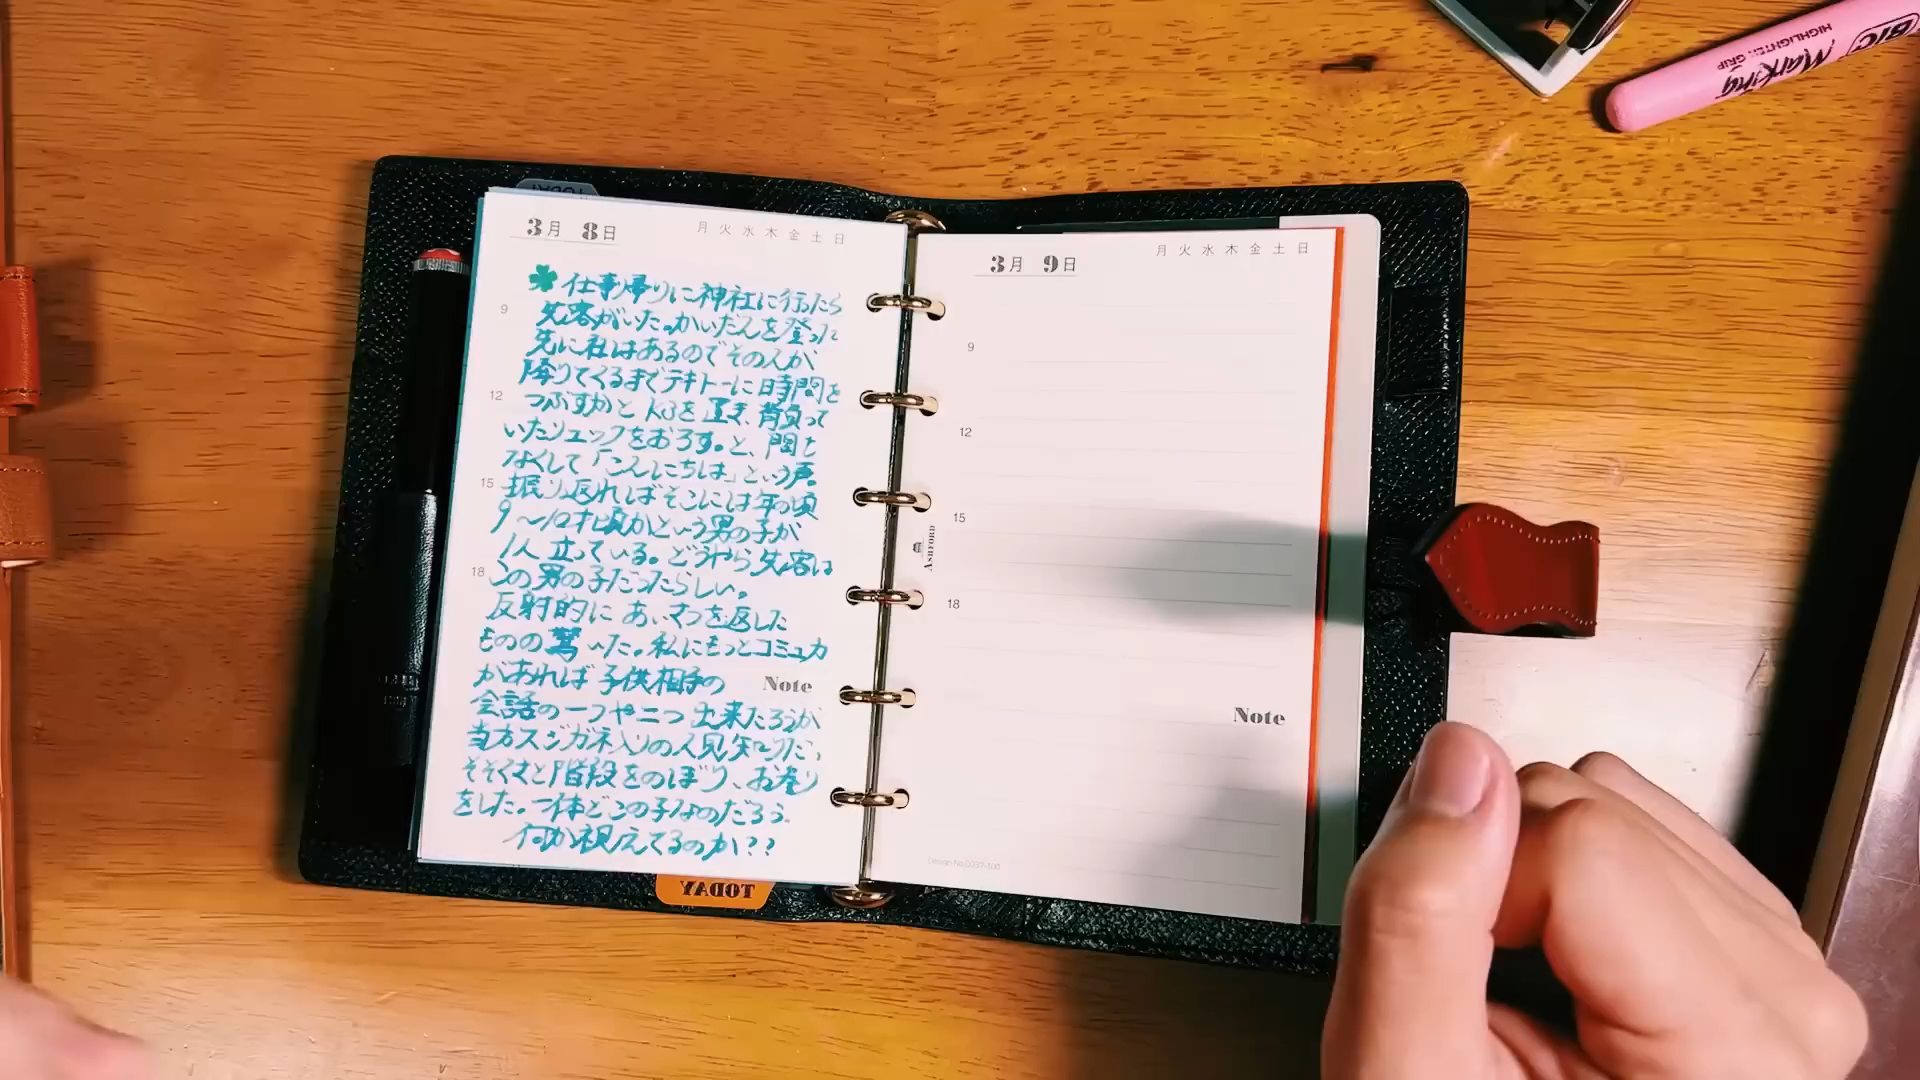 3月 8日
月 火 水 木 金 土 日
仕事帰りに神社に行ったら
先客がいた。かいだんを登った
先に社はあるのでその人が
降りてくるまでテキトーに時間を
つぶすかと を置き、背負って
いたリュックをおろす。と、間も
なくして「こんにちは」という声。
振り返ればそこには年の頃
9〜10才頃かという男の子が
1人立っている。どうやら先客は
この男の子だったらしい。
反射的にあいさつを返した
ものの驚いた。私にもっとコミュ力
があれば子供相手の
会話の一つや二つ出来たろうが
当方スジガネ入りの人見知りだ。
そそくさと階段をのぼり、お参り
をした。一体どこの子なのだろう。
何か視えてるのか??
9
12
15
18
Note
TODAY
TODAY
3月 9日
月 火 水 木 金 土 日
9
12
15
18
Note
ASHFORD
BIC
Marking
HIGHLIGHTER GRIP